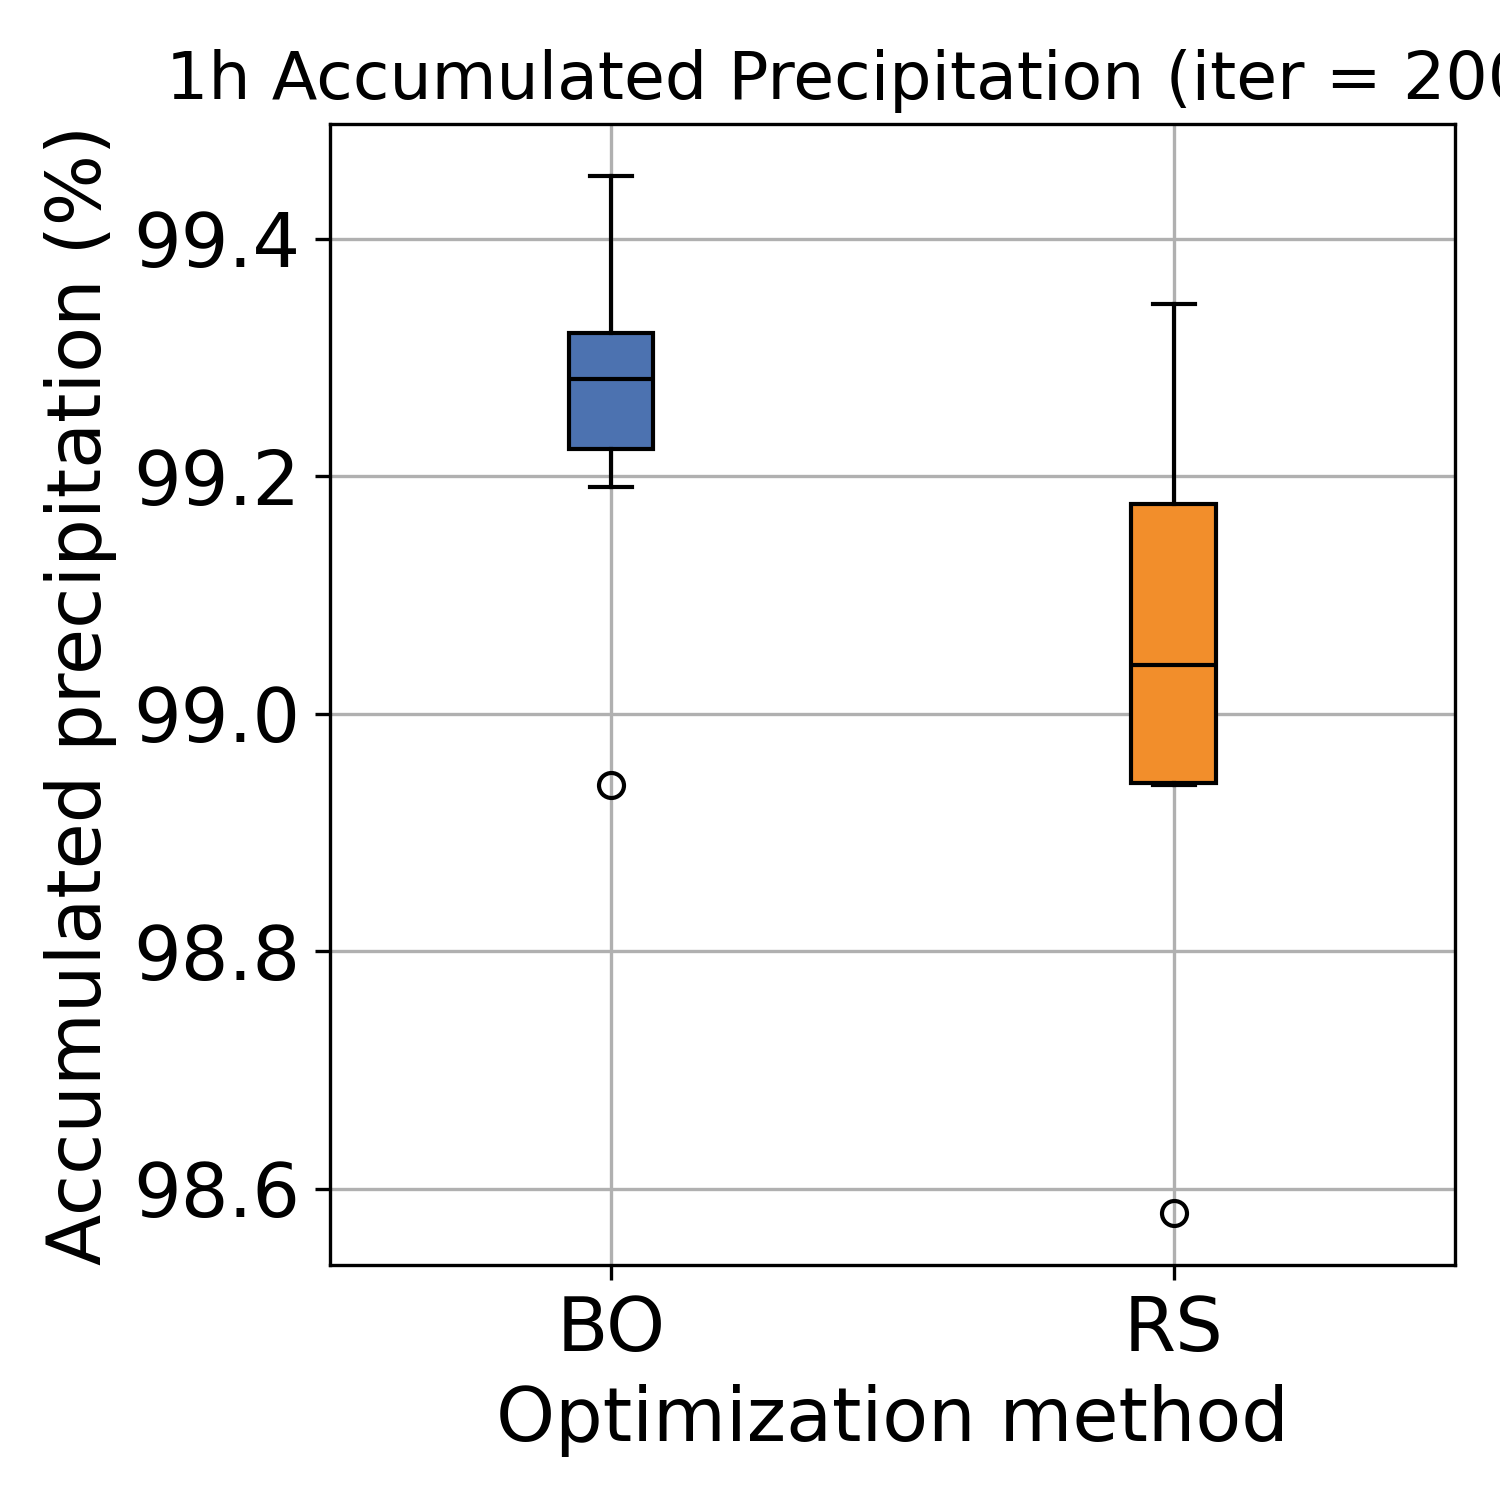 1h Accumulated Precipitation (iter = 200
Accumulated precipitation (%)
99.4
99.2
99.0
98.8
98.6
BO RS
Optimization method